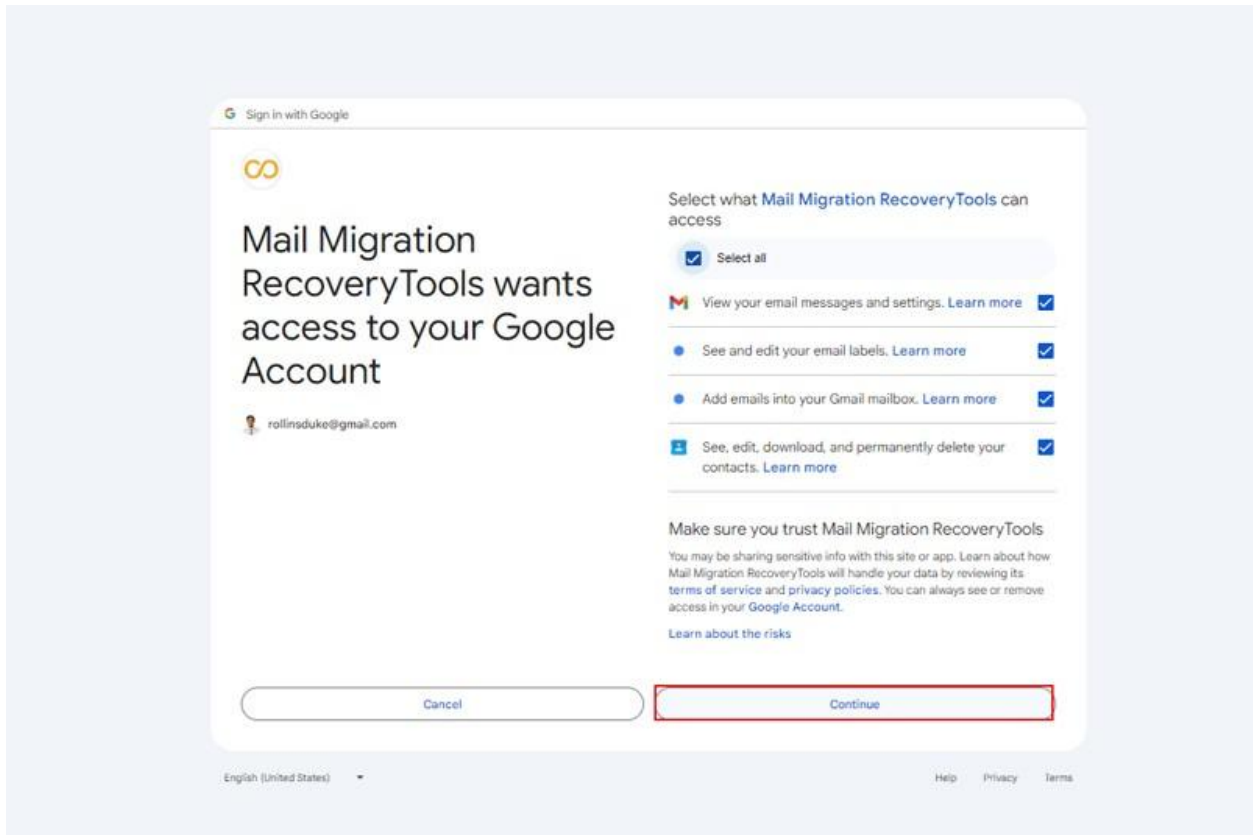 Sign in with Google
Mail Migration
RecoveryTools wants
access to your Google
Account
rollinsduke@gmail.com
Select what Mail Migration RecoveryTools can
access
Select all
View your email messages and settings. Learn more
See and edit your email labels. Learn more
Add emails into your Gmail mailbox. Learn more
See, edit, download, and permanently delete your
contacts. Learn more
Make sure you trust Mail Migration RecoveryTools
You may be sharing sensitive info with this site or app. Learn about how
Mail Migration RecoveryTools will handle your data by reviewing its
terms of service and privacy policies. You can always see or remove
access in your Google Account.
Learn about the risks
Cancel
Continue
English (United States)
Help Privacy Terms